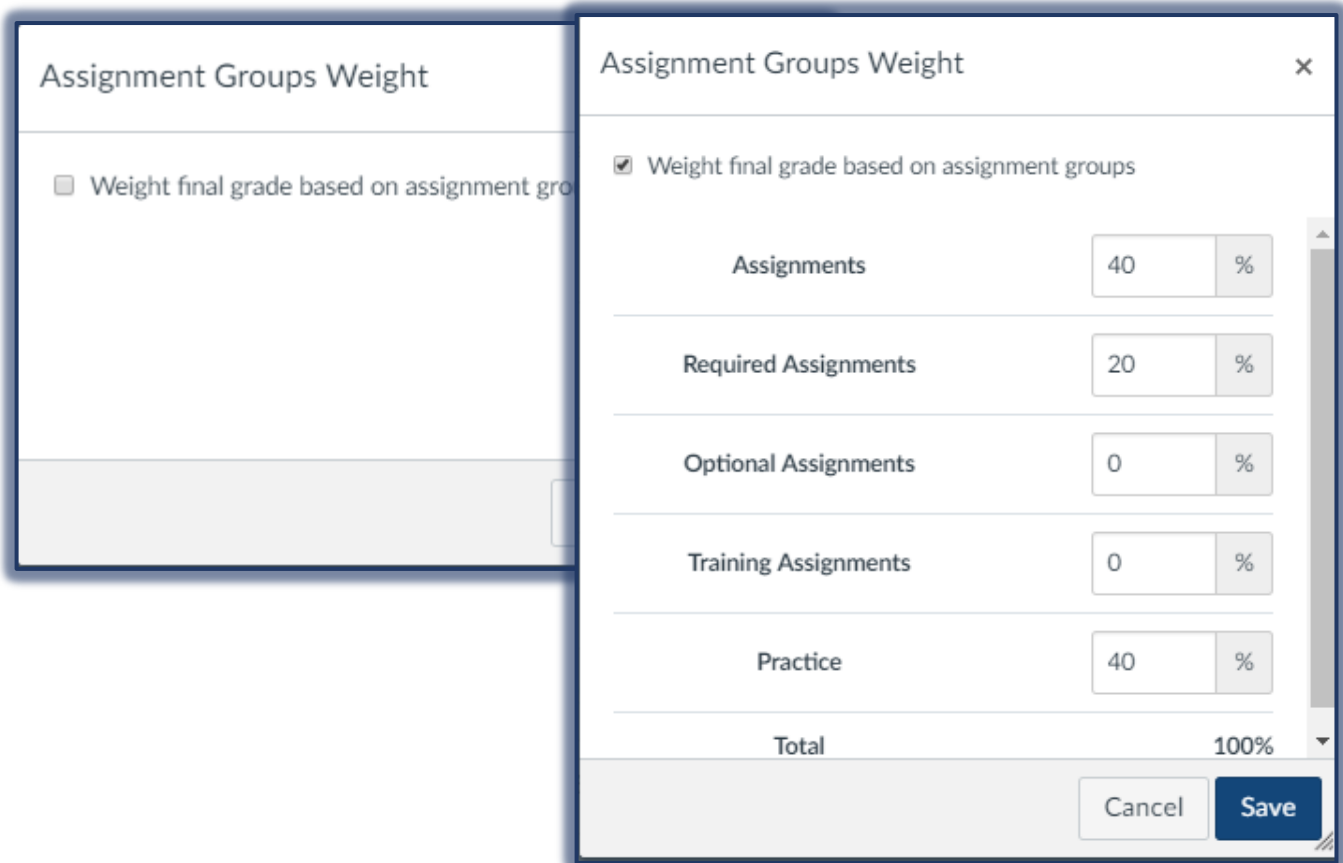 Assignment Groups Weight
Weight final grade based on assignment gro
Assignment Groups Weight ×
Weight final grade based on assignment groups
Assignments 40 %
Required Assignments 20 %
Optional Assignments 0 %
Training Assignments 0 %
Practice 40 %
Total 100%
Cancel Save